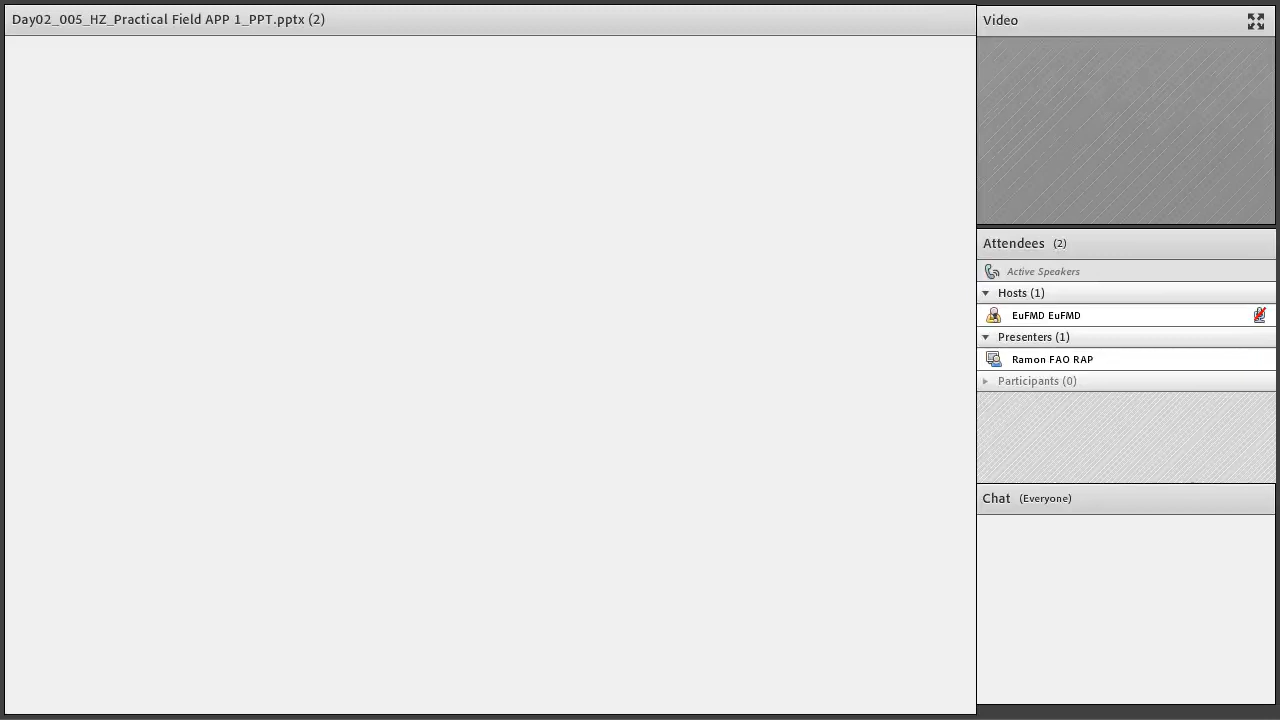 Day02_005_HZ_Practical Field APP 1_PPT.pptx (2)
Video
Attendees (2)
Active Speakers
Hosts (1)
EuFMD EuFMD
Presenters (1)
Ramon FAO RAP
Participants (0)
Chat (Everyone)